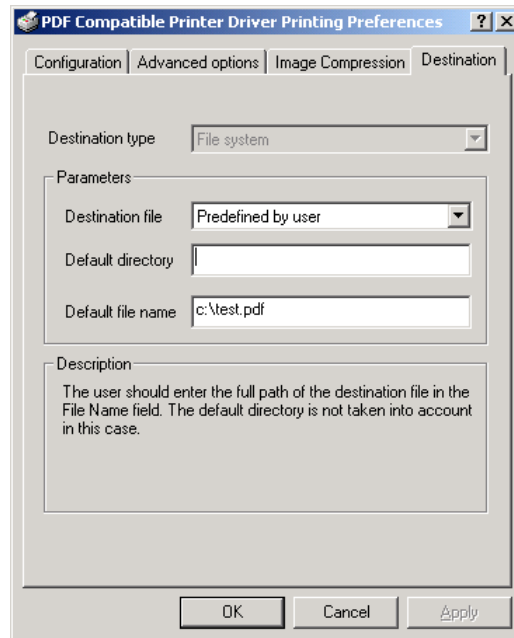 PDF Compatible Printer Driver Printing Preferences
Configuration Advanced options Image Compression Destination
Destination type File system
Parameters
Destination file Predefined by user
Default directory
Default file name c:\test.pdf
Description
The user should enter the full path of the destination file in the
File Name field. The default directory is not taken into account
in this case.
OK Cancel Apply